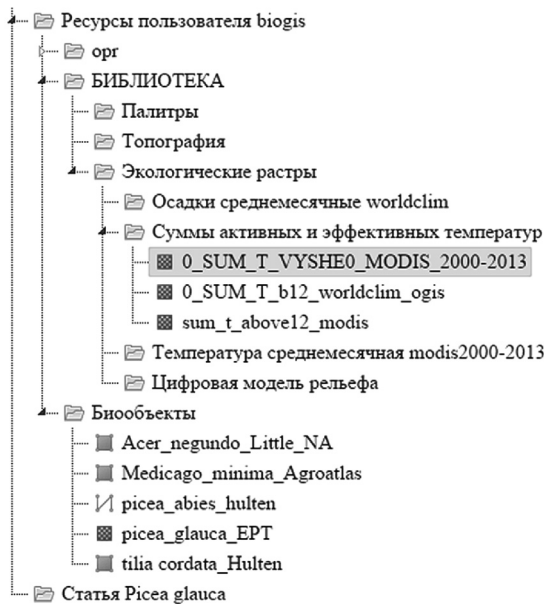 Ресурсы пользователя biogis
opr
БИБЛИОТЕКА
Палитры
Топография
Экологические растры
Осадки среднемесячные worldclim
Суммы активных и эффективных температур
0_SUM_T_VYSHE0_MODIS_2000-2013
0_SUM_T_b12_worldclim_ogis
sum_t_above12_modis
Температура среднемесячная modis2000-2013
Цифровая модель рельефа
Биообъекты
Acer_negundo_Little_NA
Medicago_minima_Agroatlas
picea_abies_hulten
picea_glauca_EPT
tilia cordata_Hulten
Статья Picea glauca